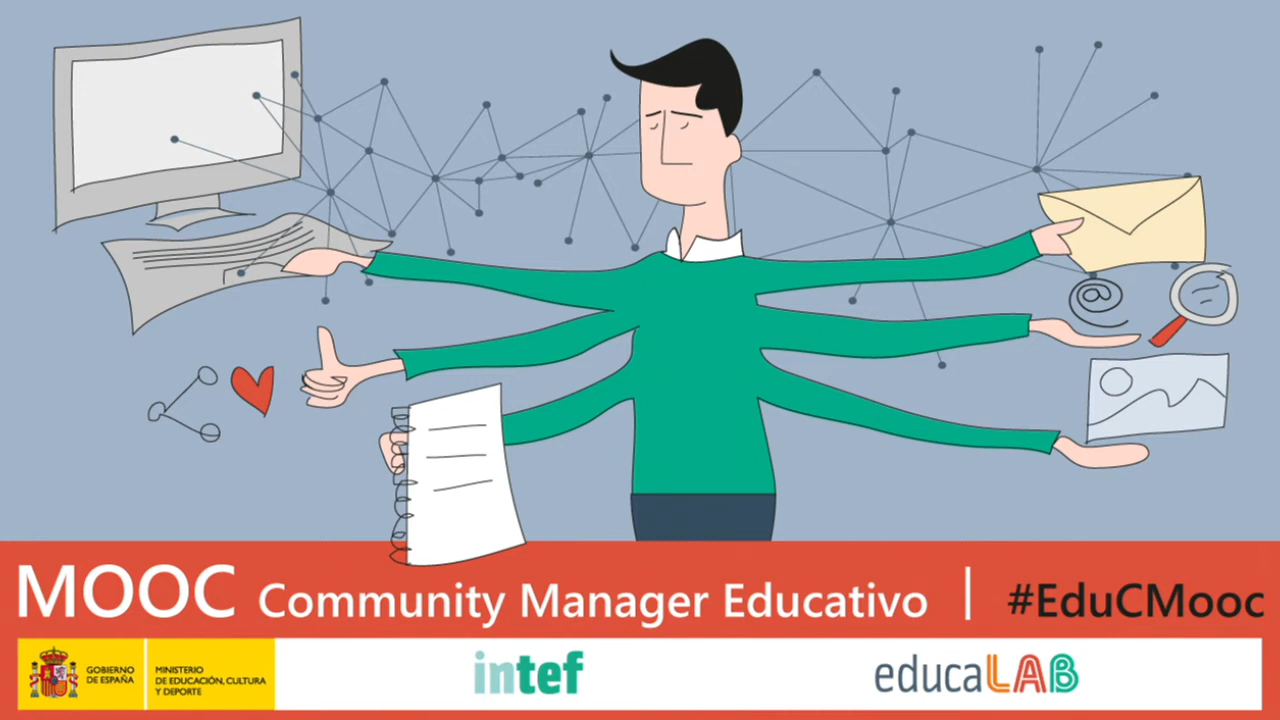 @
MOOC Community Manager Educativo | #EduCMooc
GOBIERNO
DE ESPAÑA
MINISTERIO
DE EDUCACIÓN, CULTURA
Y DEPORTE
intef
educaLAB